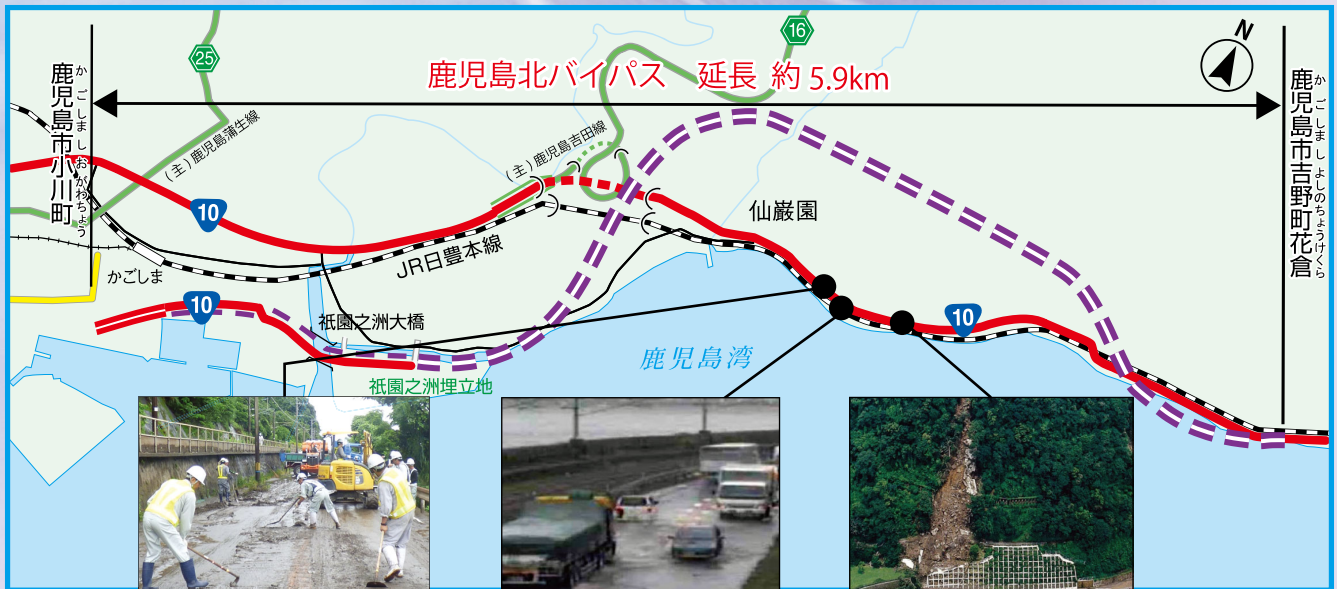 鹿児島北バイパス 延長 約 5.9km
N
鹿児島市小川町
かごしましおがわちょう
鹿児島市吉野町花倉
かごしましよしのちょうけくら
25
16
(主)鹿児島蒲生線
(主)鹿児島吉田線
10
仙巌園
JR日豊本線
かごしま
10
祇園之洲大橋
10
鹿児島湾
祇園之洲埋立地